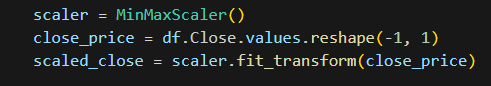 scaler = MinMaxScaler()
close_price = df.Close.values.reshape(-1, 1)
scaled_close = scaler.fit_transform(close_price)